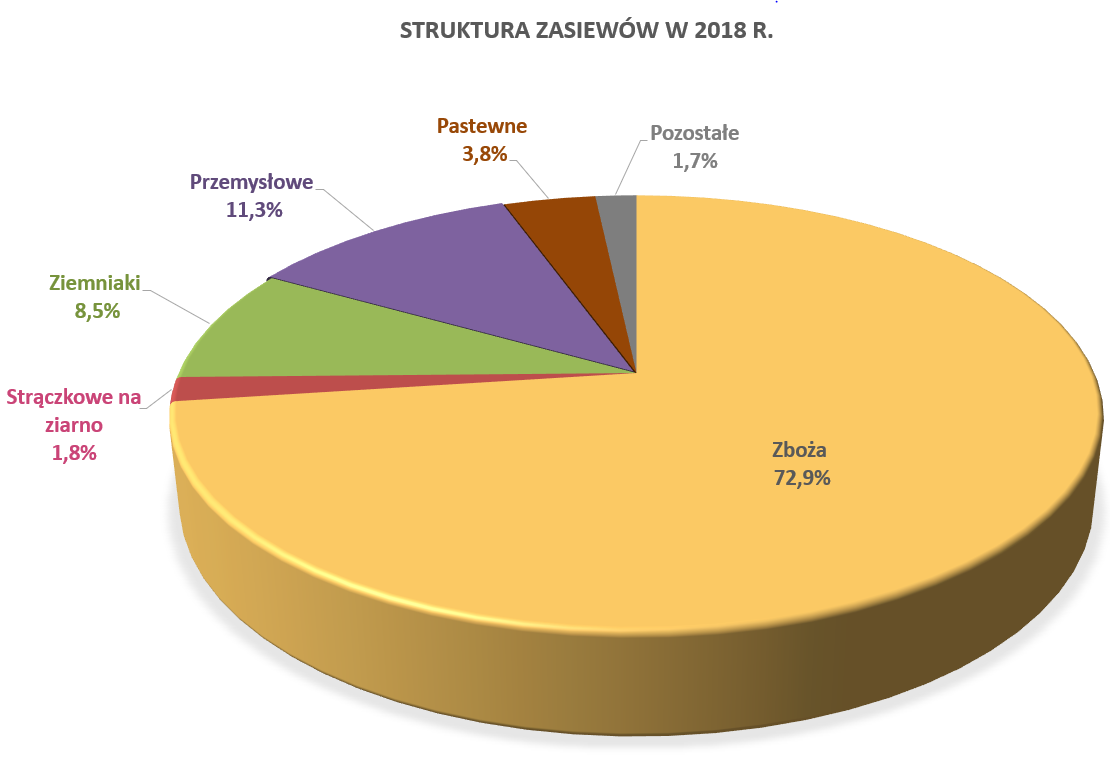 STRUKTURA ZASIEWÓW W 2018 R.
Pastewne
3,8%
Pozostałe
1,7%
Przemysłowe
11,3%
Ziemniaki
8,5%
Strączkowe na
ziarno
1,8%
Zboża
72,9%